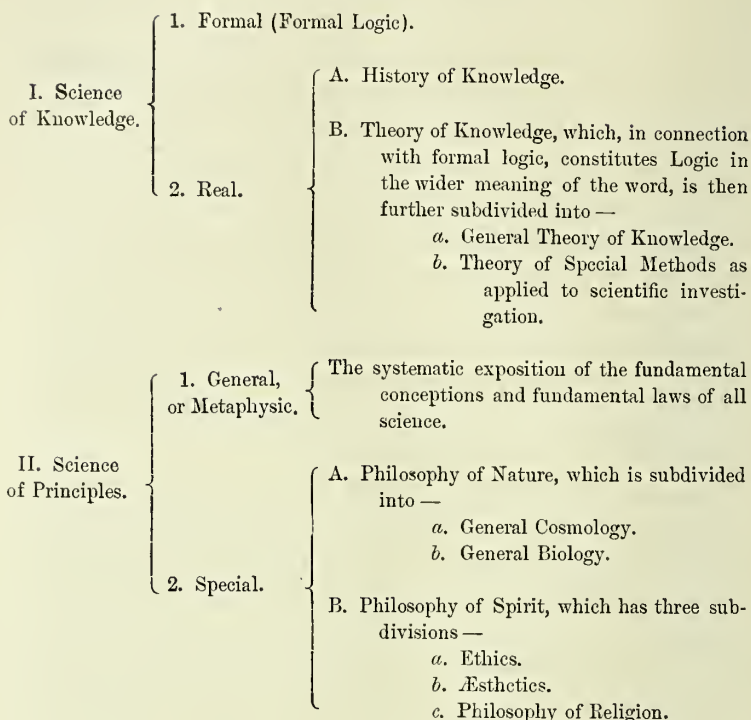 1. Formal (Formal Logic).
I. Science
of Knowledge.
2. Real.
A. History of Knowledge.
B. Theory of Knowledge, which, in connection
with formal logic, constitutes Logic in
the wider meaning of the word, is then
further subdivided into —
a. General Theory of Knowledge.
b. Theory of Special Methods as
applied to scientific investi-
gation.
II. Science
of Principles.
1. General,
or Metaphysic.
The systematic exposition of the fundamental
conceptions and fundamental laws of all
science.
2. Special.
A. Philosophy of Nature, which is subdivided
into —
a. General Cosmology.
b. General Biology.
B. Philosophy of Spirit, which has three sub-
divisions —
a. Ethics.
b. Æsthetics.
c. Philosophy of Religion.